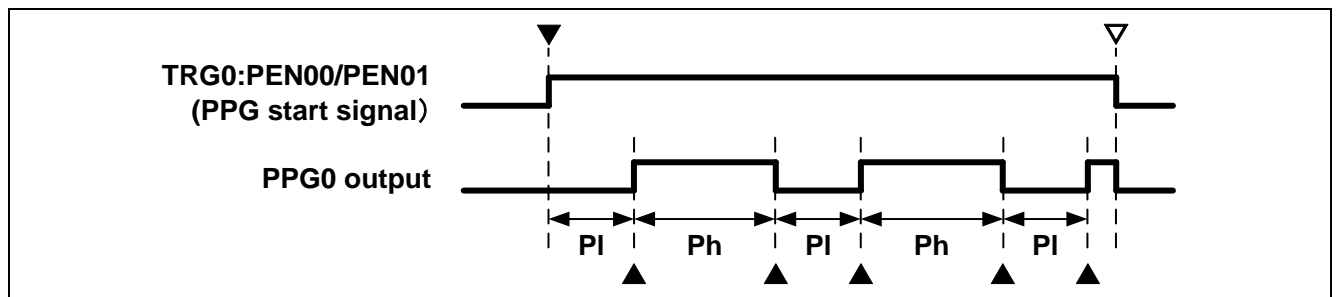 TRG0:PEN00/PEN01
(PPG start signal）
PPG0 output
Pl Ph Pl Ph Pl